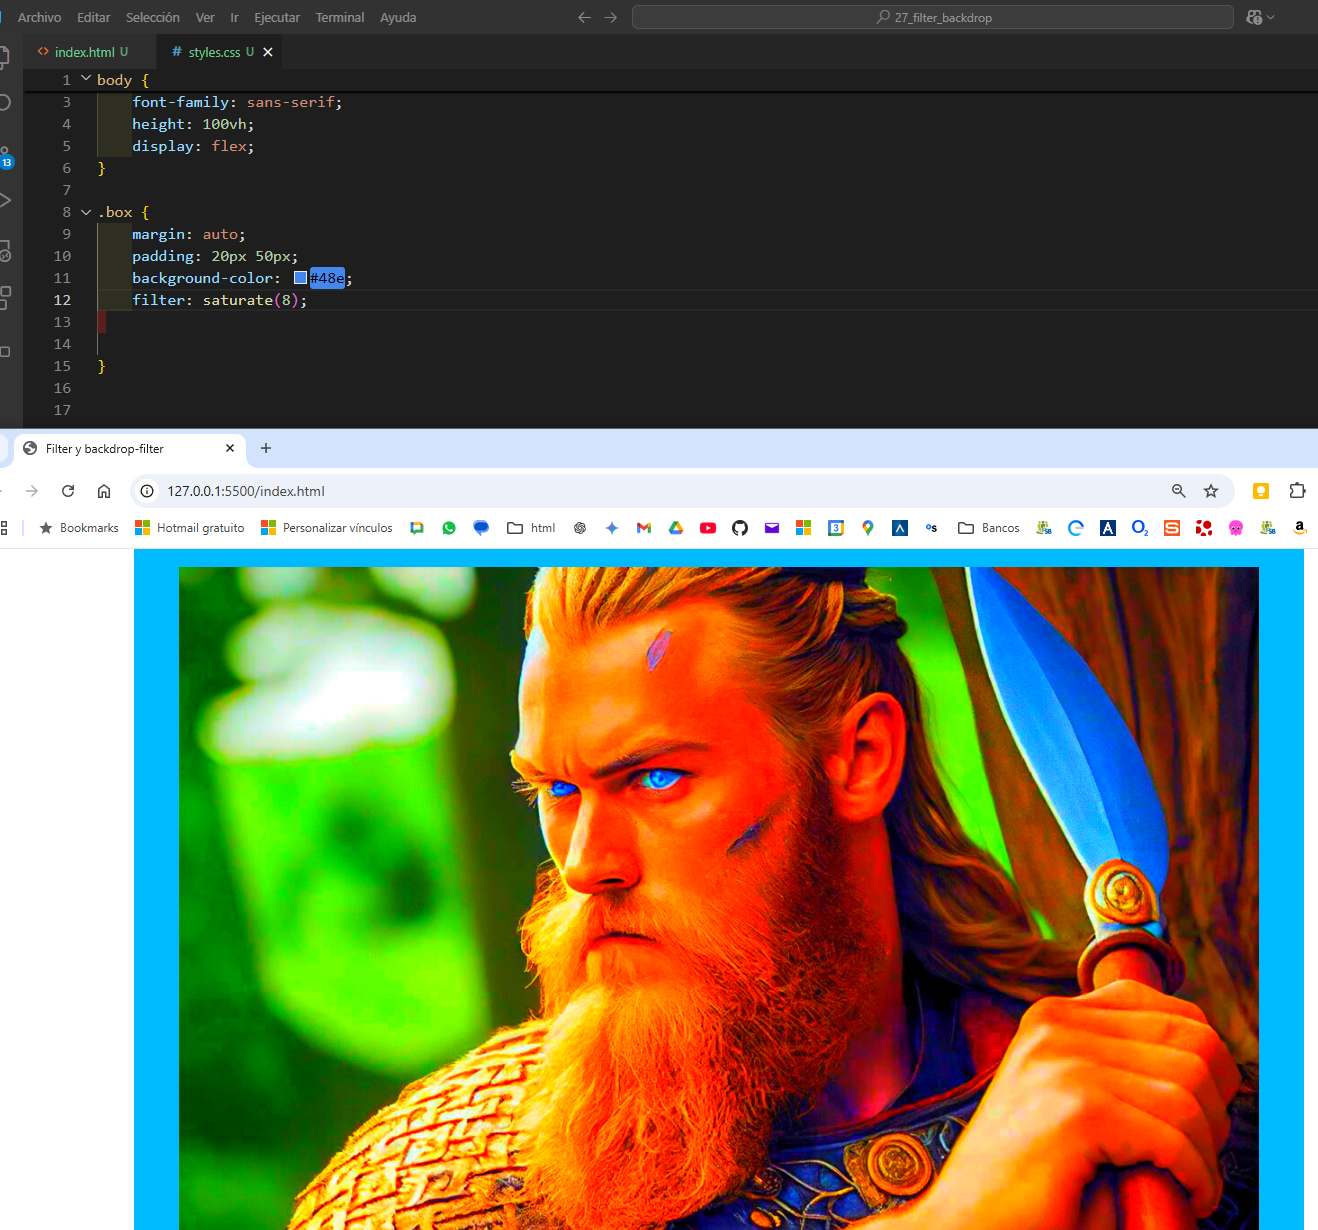 Archivo Editar Selección Ver Ir Ejecutar Terminal Ayuda 27_filter_backdrop
index.html U styles.css U
1 body {
3 font-family: sans-serif;
4 height: 100vh;
5 display: flex;
6 }
7
8 .box {
9 margin: auto;
10 padding: 20px 50px;
11 background-color: #48e;
12 filter: saturate(8);
13
13
14
15 }
16
17
Filter y backdrop-filter
127.0.0.1:5500/index.html
Bookmarks Hotmail gratuito Personalizar vínculos html Bancos